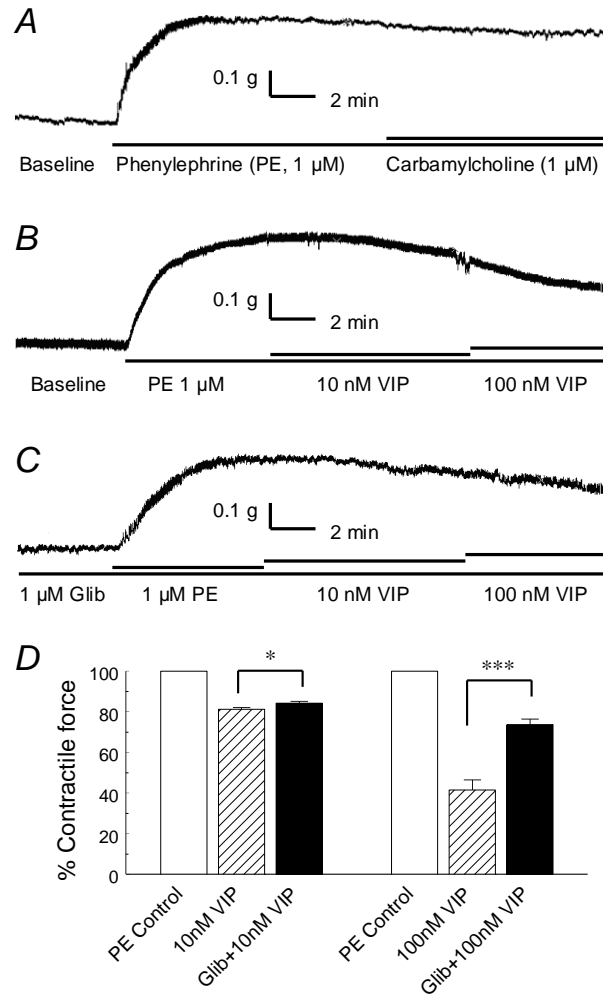 A
0.1 g
2 min
Baseline Phenylephrine (PE, 1 µM) Carbamylcholine (1 µM)
B
0.1 g
2 min
Baseline PE 1 µM 10 nM VIP 100 nM VIP
C
0.1 g
2 min
1 µM Glib 1 µM PE 10 nM VIP 100 nM VIP
D
% Contractile force
100
80
60
40
20
0
*
***
PE Control
10nM VIP
Glib+10nM VIP
PE Control
100nM VIP
Glib+100nM VIP